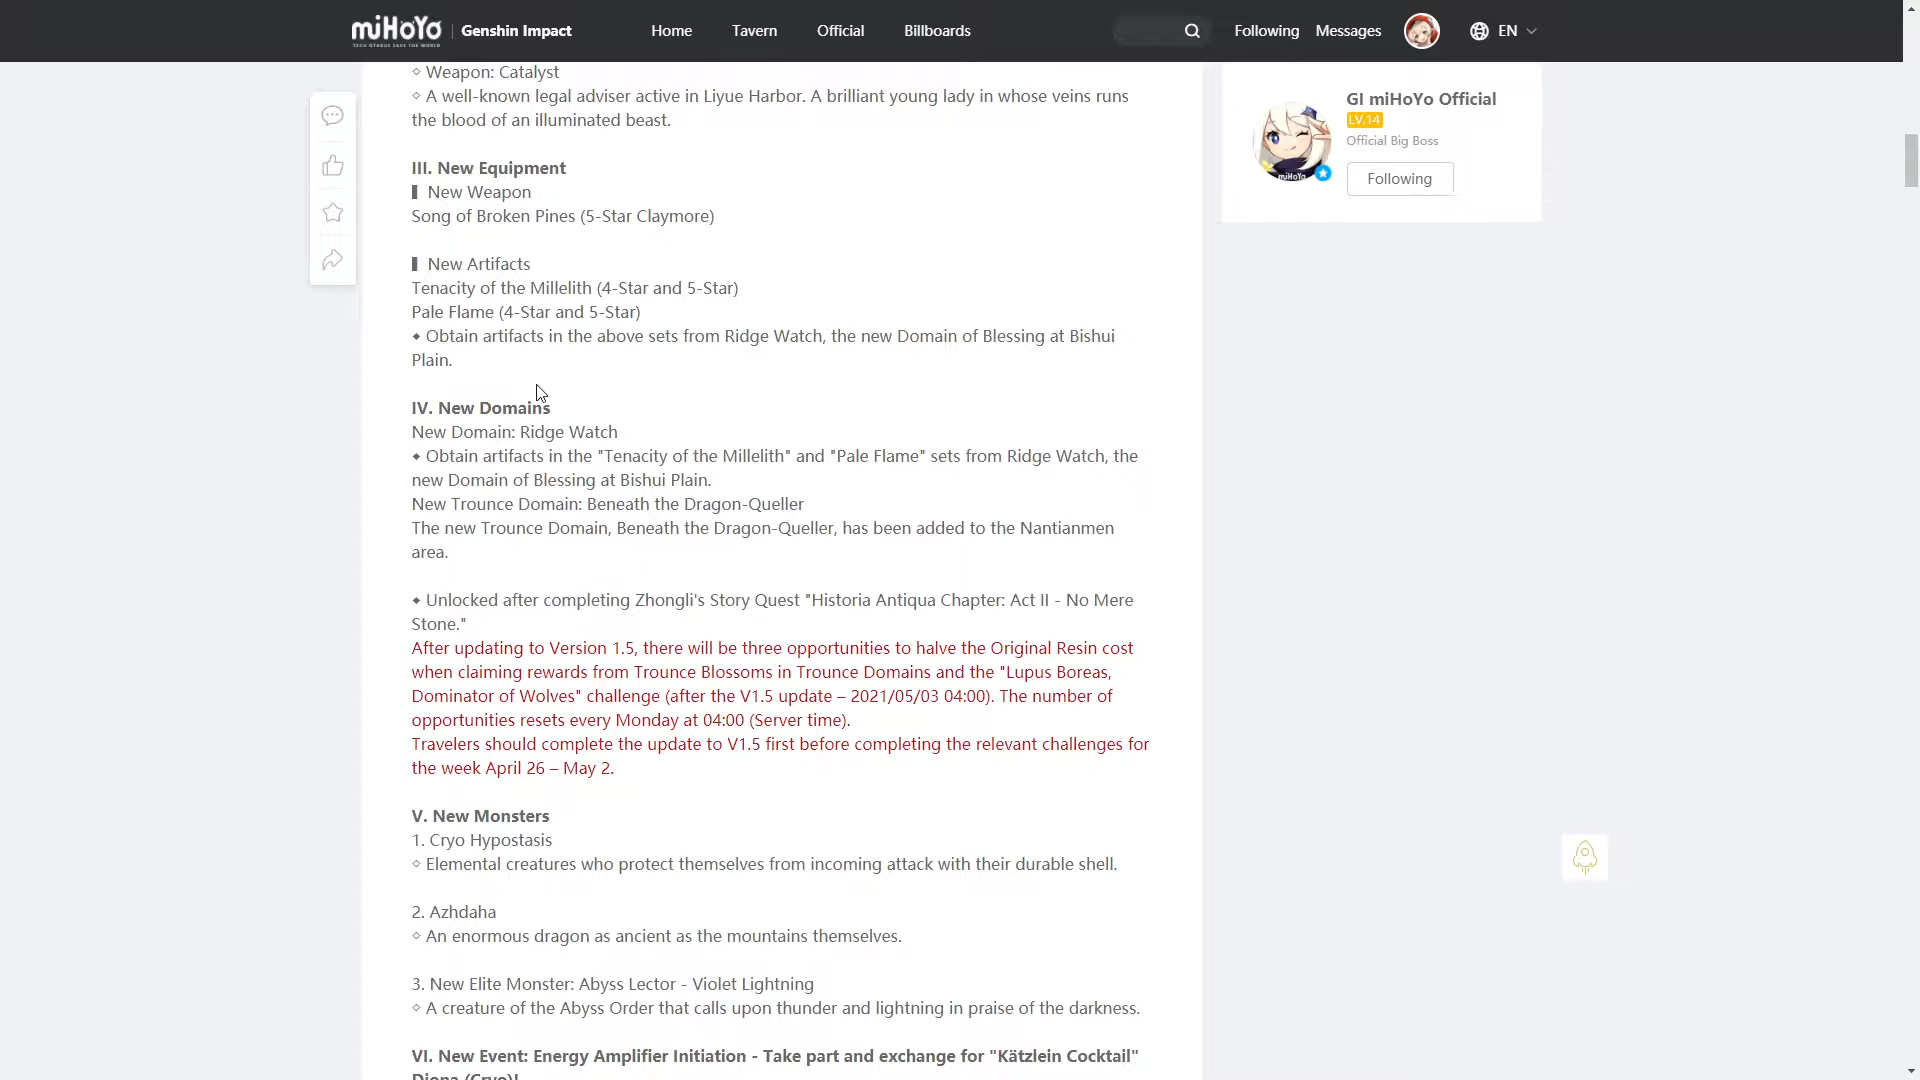 miHoYo
TECH OTAKUS SAVE THE WORLD
Genshin Impact
Home
Tavern
Official
Billboards
Following
Messages
EN
◇ Weapon: Catalyst
◇ A well-known legal adviser active in Liyue Harbor. A brilliant young lady in whose veins runs
the blood of an illuminated beast.
III. New Equipment
▌ New Weapon
Song of Broken Pines (5-Star Claymore)
▌ New Artifacts
Tenacity of the Millelith (4-Star and 5-Star)
Pale Flame (4-Star and 5-Star)
◆ Obtain artifacts in the above sets from Ridge Watch, the new Domain of Blessing at Bishui
Plain.
IV. New Domains
New Domain: Ridge Watch
◆ Obtain artifacts in the "Tenacity of the Millelith" and "Pale Flame" sets from Ridge Watch, the
new Domain of Blessing at Bishui Plain.
New Trounce Domain: Beneath the Dragon-Queller
The new Trounce Domain, Beneath the Dragon-Queller, has been added to the Nantianmen
area.
◆ Unlocked after completing Zhongli's Story Quest "Historia Antiqua Chapter: Act II - No Mere
Stone."
After updating to Version 1.5, there will be three opportunities to halve the Original Resin cost
when claiming rewards from Trounce Blossoms in Trounce Domains and the "Lupus Boreas,
Dominator of Wolves" challenge (after the V1.5 update – 2021/05/03 04:00). The number of
opportunities resets every Monday at 04:00 (Server time).
Travelers should complete the update to V1.5 first before completing the relevant challenges for
the week April 26 – May 2.
V. New Monsters
1. Cryo Hypostasis
◇ Elemental creatures who protect themselves from incoming attack with their durable shell.
2. Azhdaha
◇ An enormous dragon as ancient as the mountains themselves.
3. New Elite Monster: Abyss Lector - Violet Lightning
◇ A creature of the Abyss Order that calls upon thunder and lightning in praise of the darkness.
VI. New Event: Energy Amplifier Initiation - Take part and exchange for "Kätzlein Cocktail"
Diona (Cryo)!
GI miHoYo Official
LV.14
Official Big Boss
miHoYo
Following